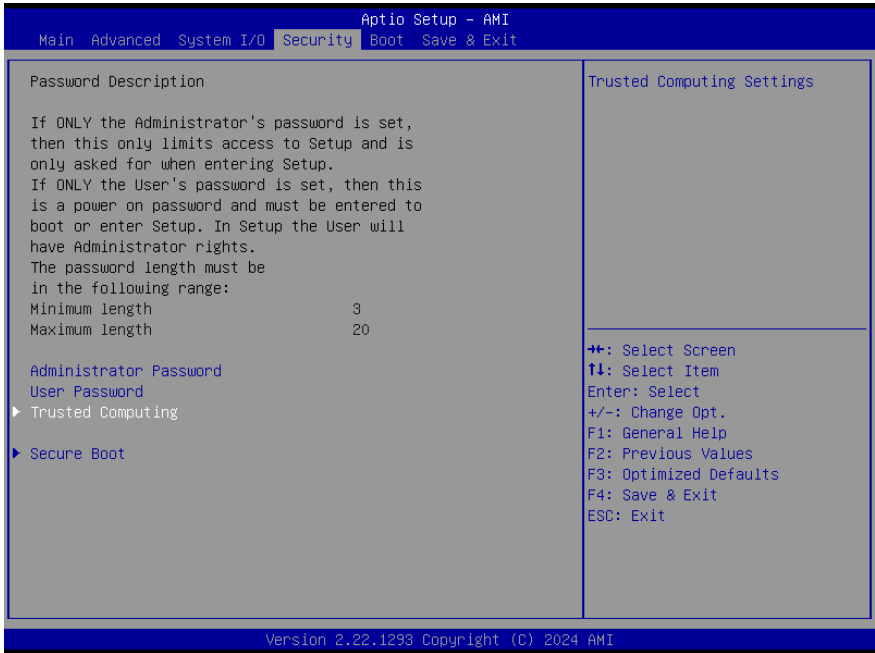 Aptio Setup - AMI
Main Advanced System I/O Security Boot Save & Exit
Password Description
If ONLY the Administrator's password is set,
then this only limits access to Setup and is
only asked for when entering Setup.
If ONLY the User's password is set, then this
is a power on password and must be entered to
boot or enter Setup. In Setup the User will
have Administrator rights.
The password length must be
in the following range:
Minimum length 3
Maximum length 20
Administrator Password
User Password
Trusted Computing
Secure Boot
Trusted Computing Settings
→←: Select Screen
↑↓: Select Item
Enter: Select
+/-: Change Opt.
F1: General Help
F2: Previous Values
F3: Optimized Defaults
F4: Save & Exit
ESC: Exit
Version 2.22.1293 Copyright (C) 2024 AMI